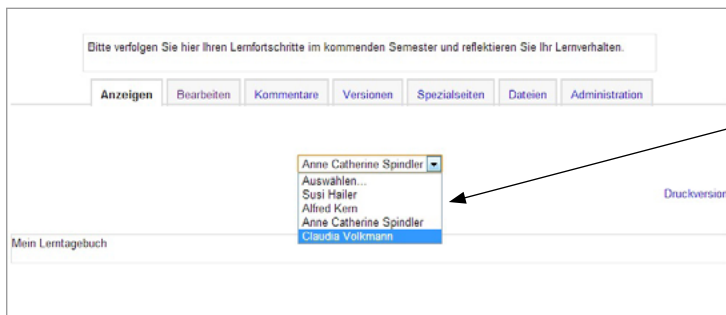 Bitte verfolgen Sie hier Ihren Lernfortschritte im kommenden Semester und reflektieren Sie Ihr Lernverhalten.
Anzeigen Bearbeiten Kommentare Versionen Spezialseiten Dateien Administration
Anne Catherine Spindler
Auswählen...
Susi Hailer
Alfred Kern
Anne Catherine Spindler
Claudia Volkmann
Druckversion
Mein Lerntagebuch